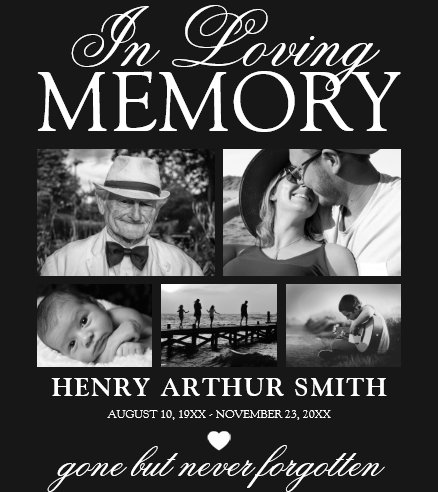 In Loving
MEMORY
HENRY ARTHUR SMITH
AUGUST 10, 19XX - NOVEMBER 23, 20XX
gone but never forgotten